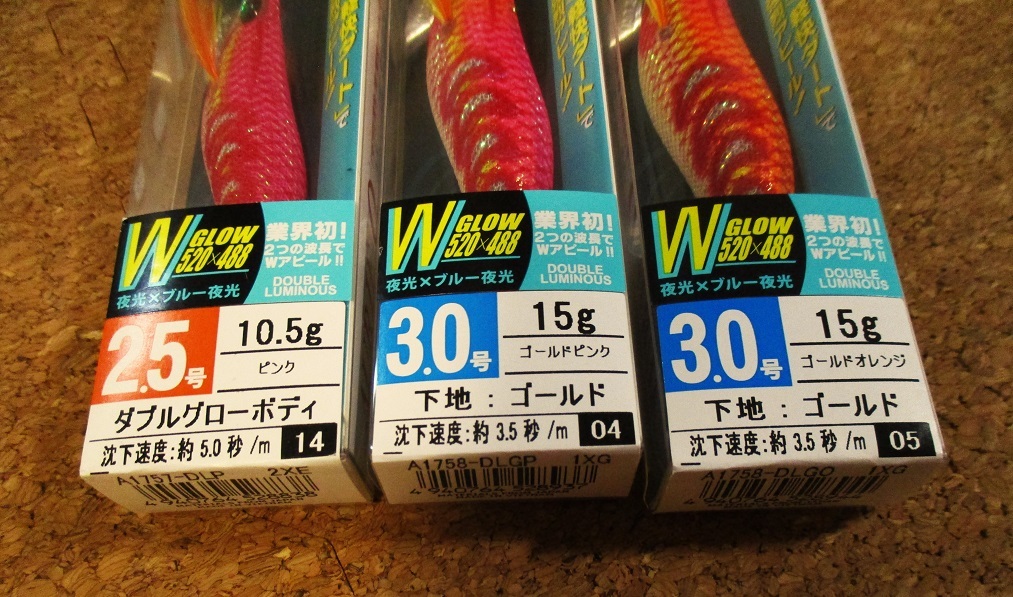 W GLOW
520×488
夜光×ブルー夜光
業界初!
2つの波長で
Wアピール!!
DOUBLE
LUMINOUS
2.5号
10.5g
ピンク
ダブルグローボディ
沈下速度:約5.0秒/m 14
A1757-DLP 2XE
W GLOW
520×488
夜光×ブルー夜光
業界初!
2つの波長で
Wアピール!!
DOUBLE
LUMINOUS
3.0号
15g
ゴールドピンク
下地:ゴールド
沈下速度:約3.5秒/m 04
A1758-DLGP 1XG
W GLOW
520×488
夜光×ブルー夜光
業界初!
2つの波長で
Wアピール!!
DOUBLE
LUMINOUS
3.0号
15g
ゴールドオレンジ
下地:ゴールド
沈下速度:約3.5秒/m 05
A1758-DLGO 1XG